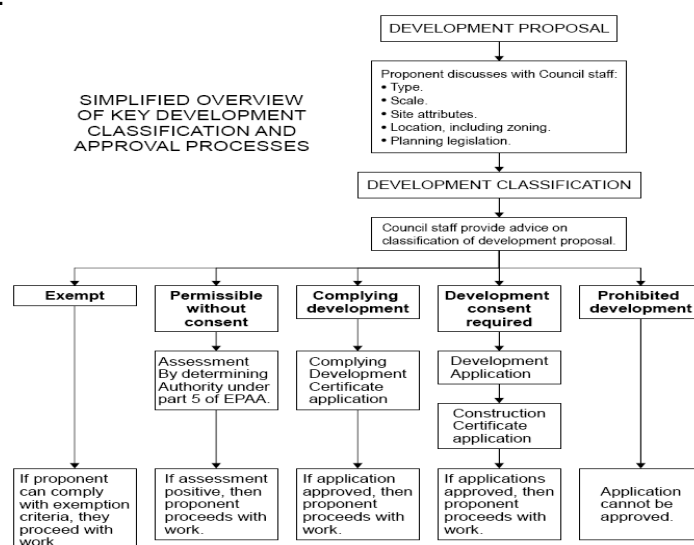 DEVELOPMENT PROPOSAL
SIMPLIFIED OVERVIEW
OF KEY DEVELOPMENT
CLASSIFICATION AND
APPROVAL PROCESSES
Proponent discusses with Council staff:
• Type.
• Scale.
• Site attributes.
• Location, including zoning.
• Planning legislation.
DEVELOPMENT CLASSIFICATION
Council staff provide advice on
classification of development proposal.
Exempt
Permissible
without
consent
Complying
development
Development
consent
required
Prohibited
development
Assessment
By determining
Authority under
part 5 of EPAA.
Complying
Development
Certificate
application
Development
Application
Construction
Certificate
application
If proponent
can comply
with exemption
criteria, they
proceed with
work
If assessment
positive, then
proponent
proceeds with
work.
If application
approved, then
proponent
proceeds with
work.
If applications
approved, then
proponent
proceeds with
work.
Application
cannot be
approved.